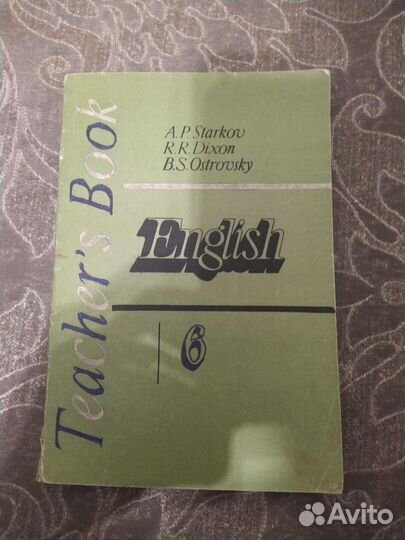 A.P.Starkov
R.R.Dixon
B.S.Ostrovsky
Teacher's Book
English
6
Avito